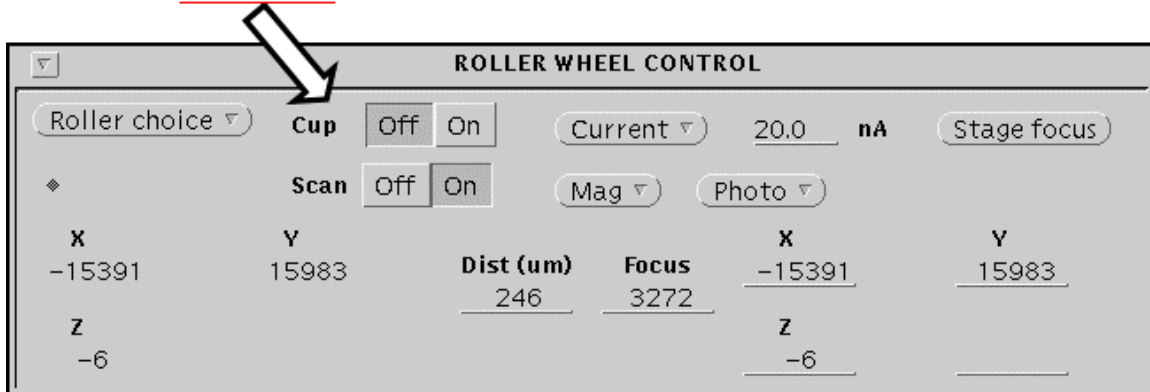 ROLLER WHEEL CONTROL
Roller choice Cup Off On Current 20.0 nA Stage focus
Scan Off On Mag Photo
X Y Dist (um) Focus X Y
-15391 15983 246 3272 -15391 15983
Z Z
-6 -6